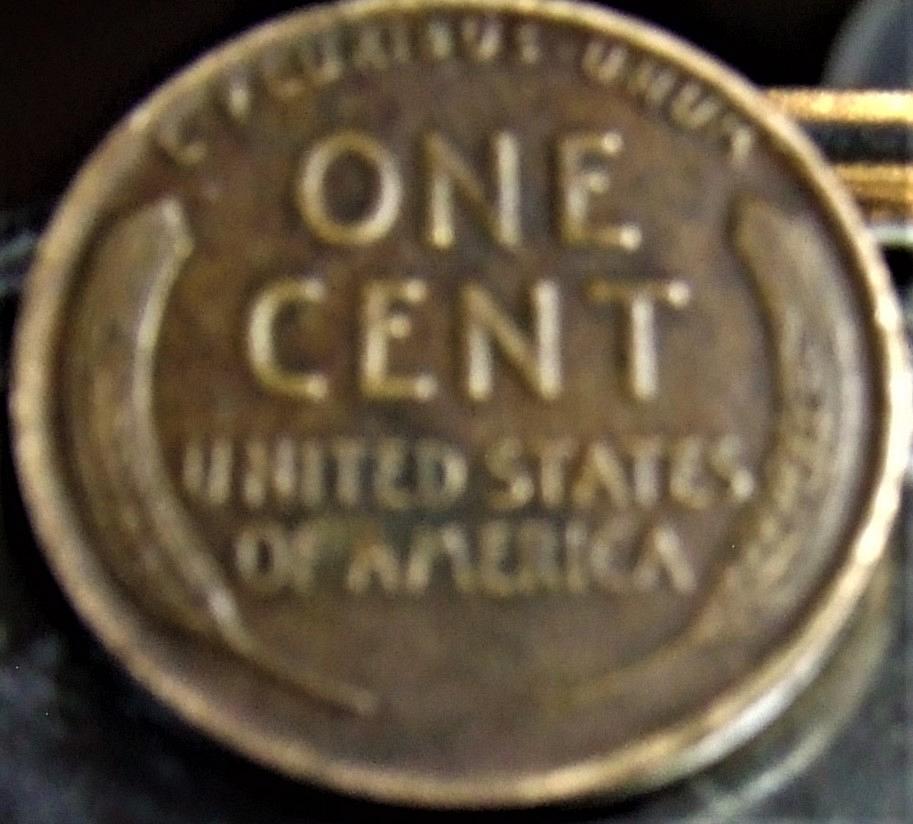 E PLURIBUS UNUM
ONE
CENT
UNITED STATES
OF AMERICA